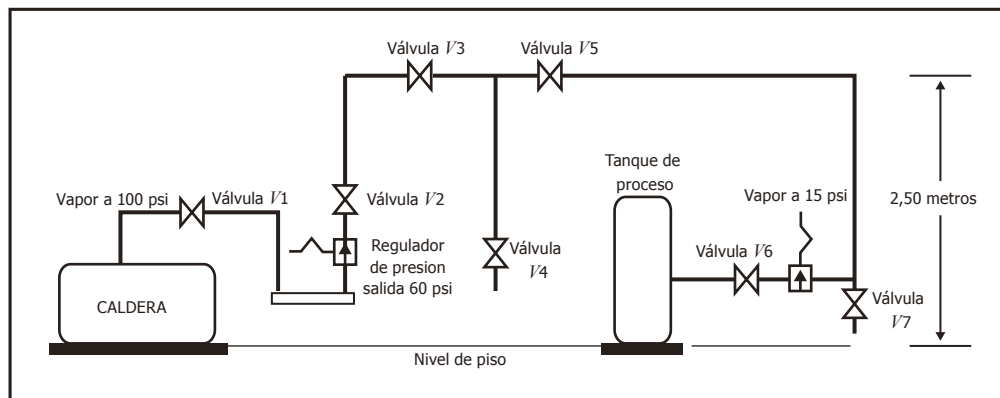 Válvula V3
Válvula V5
Tanque de
proceso
Vapor a 100 psi
Válvula V1
Válvula V2
Vapor a 15 psi
2,50 metros
Regulador
de presion
salida 60 psi
Válvula
V4
Válvula V6
CALDERA
Válvula
V7
Nivel de piso